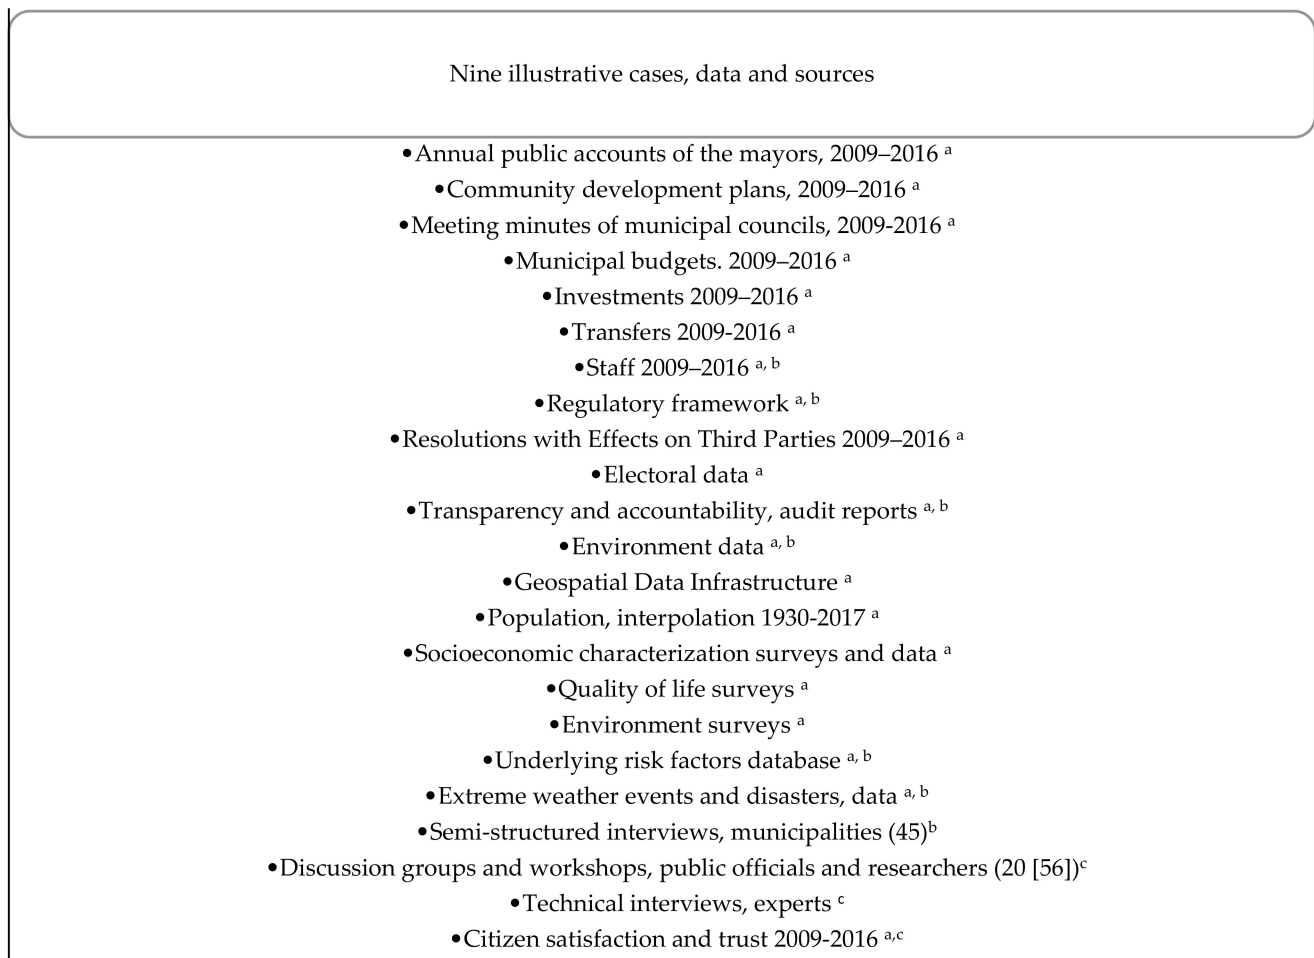 Nine illustrative cases, data and sources
•Annual public accounts of the mayors, 2009–2016 a
•Community development plans, 2009–2016 a
•Meeting minutes of municipal councils, 2009-2016 a
•Municipal budgets. 2009–2016 a
•Investments 2009–2016 a
•Transfers 2009-2016 a
•Staff 2009–2016 a, b
•Regulatory framework a, b
•Resolutions with Effects on Third Parties 2009–2016 a
•Electoral data a
•Transparency and accountability, audit reports a, b
•Environment data a, b
•Geospatial Data Infrastructure a
•Population, interpolation 1930-2017 a
•Socioeconomic characterization surveys and data a
•Quality of life surveys a
•Environment surveys a
•Underlying risk factors database a, b
•Extreme weather events and disasters, data a, b
•Semi-structured interviews, municipalities (45)b
•Discussion groups and workshops, public officials and researchers (20 [56])c
•Technical interviews, experts c
•Citizen satisfaction and trust 2009-2016 a,c